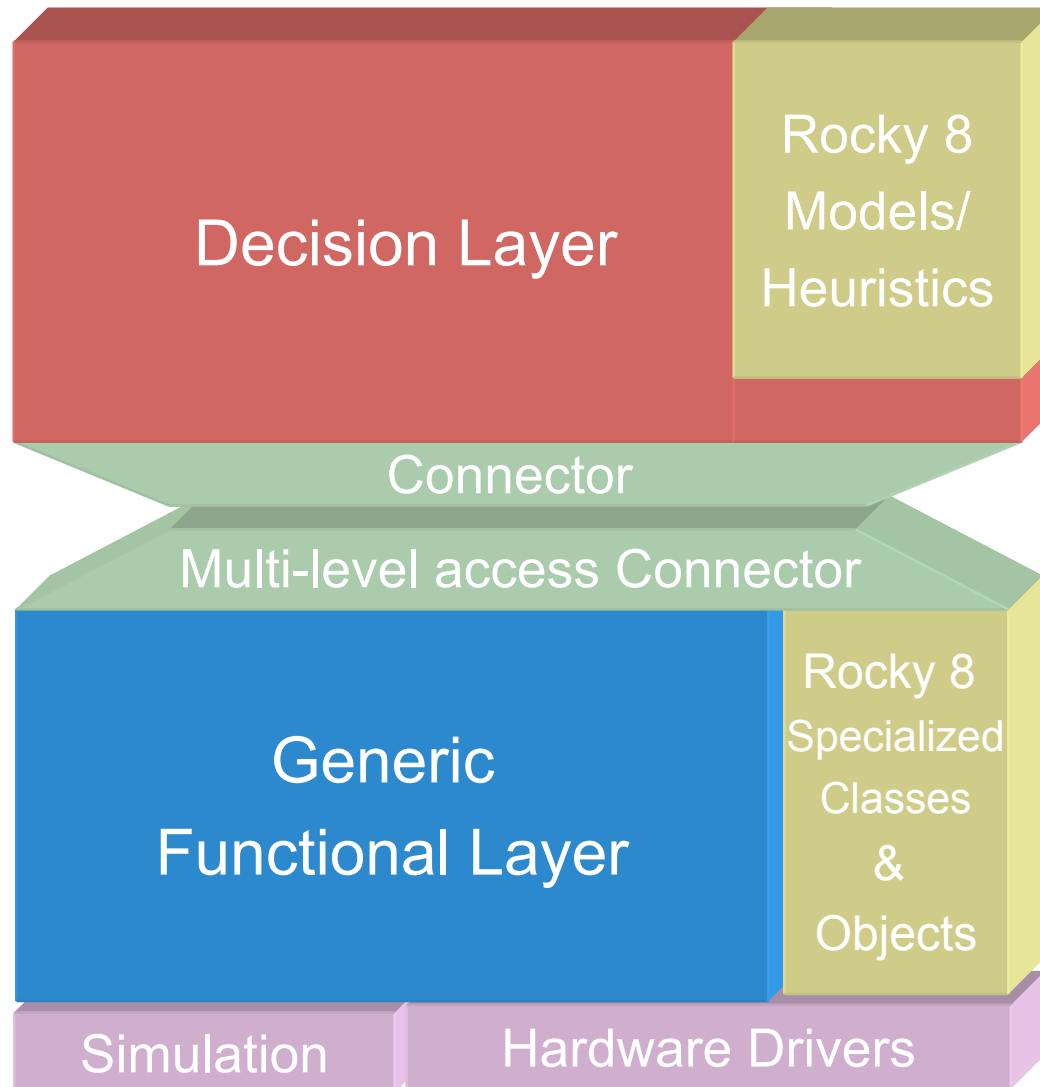 Decision Layer
Rocky 8
Models/
Heuristics
Connector
Multi-level access Connector
Generic
Functional Layer
Rocky 8
Specialized
Classes
&
Objects
Simulation
Hardware Drivers